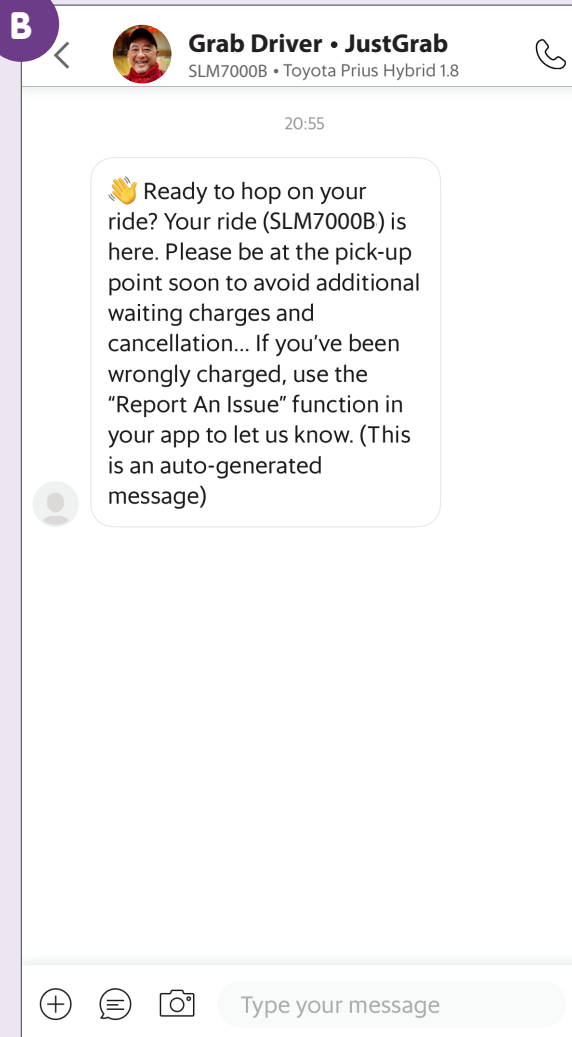 B
Grab Driver • JustGrab
SLM7000B • Toyota Prius Hybrid 1.8
20:55
👋 Ready to hop on your
ride? Your ride (SLM7000B) is
here. Please be at the pick-up
point soon to avoid additional
waiting charges and
cancellation... If you’ve been
wrongly charged, use the
“Report An Issue” function in
your app to let us know. (This
is an auto-generated
message)
Type your message